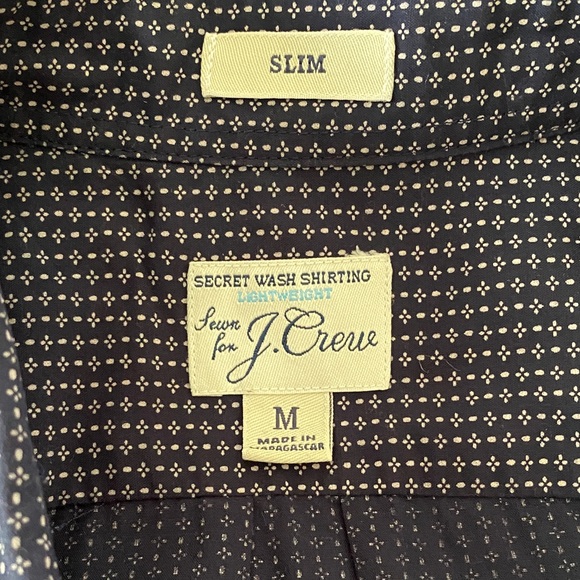 SLIM
SECRET WASH SHIRTING
LIGHTWEIGHT
Sewn
for J.Crew
M
MADE IN
MADAGASCAR